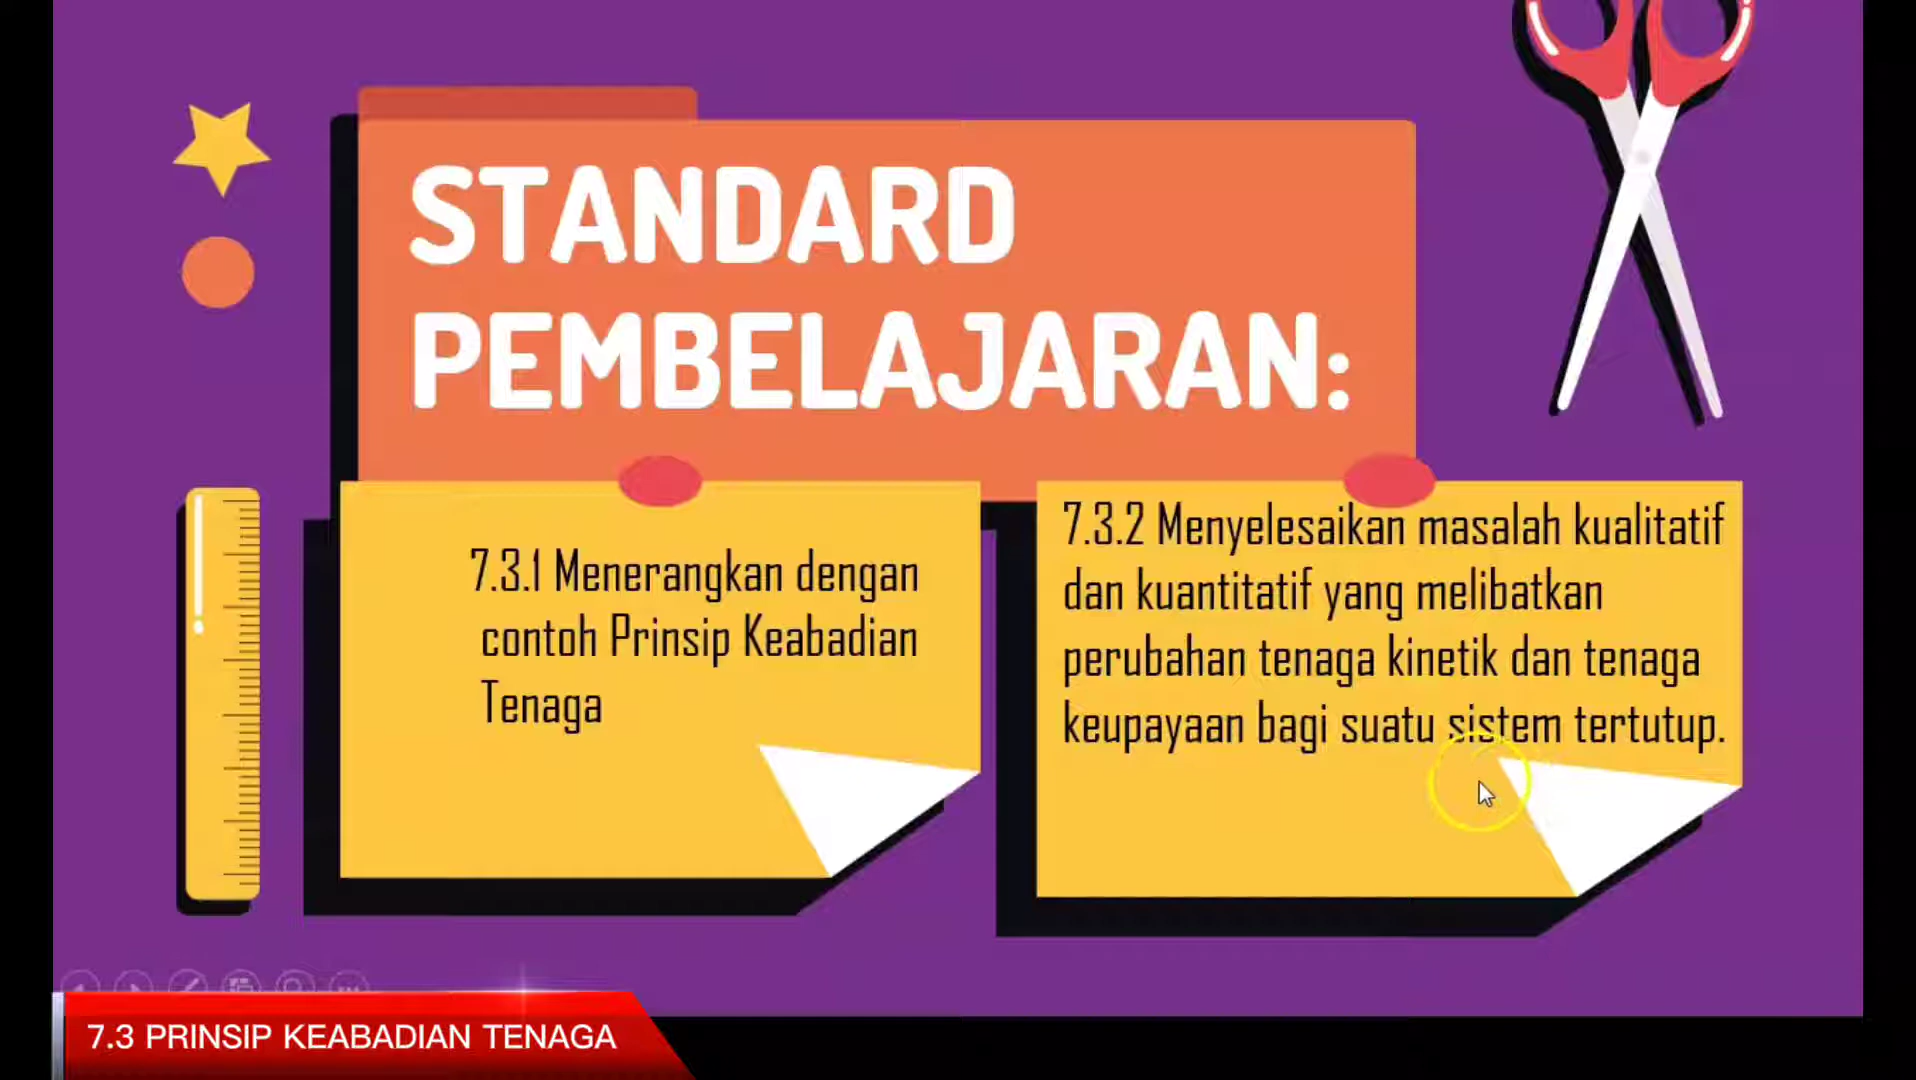 STANDARD
PEMBELAJARAN:
7.3.1 Menerangkan dengan
contoh Prinsip Keabadian
Tenaga
7.3.2 Menyelesaikan masalah kualitatif
dan kuantitatif yang melibatkan
perubahan tenaga kinetik dan tenaga
keupayaan bagi suatu sistem tertutup.
7.3 PRINSIP KEABADIAN TENAGA